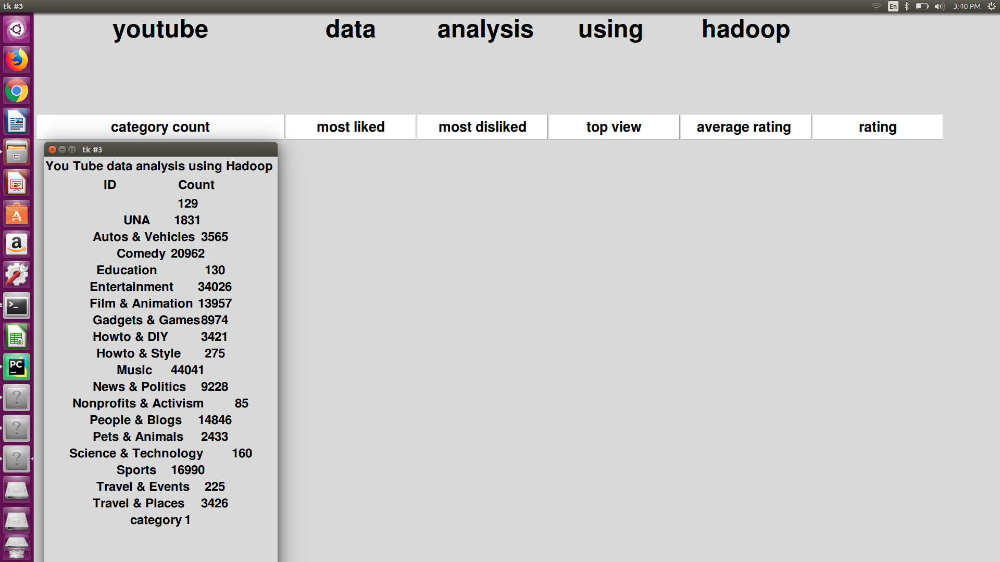 tk #3 En 3:40 PM
youtube data analysis using hadoop
category count most liked most disliked top view average rating rating
tk #3
You Tube data analysis using Hadoop
ID Count
129
UNA 1831
Autos & Vehicles 3565
Comedy 20962
Education 130
Entertainment 34026
Film & Animation 13957
Gadgets & Games8974
Howto & DIY 3421
Howto & Style 275
Music 44041
News & Politics 9228
Nonprofits & Activism 85
People & Blogs 14846
Pets & Animals 2433
Science & Technology 160
Sports 16990
Travel & Events 225
Travel & Places 3426
category 1
A
a
>_
PC
?
?
?